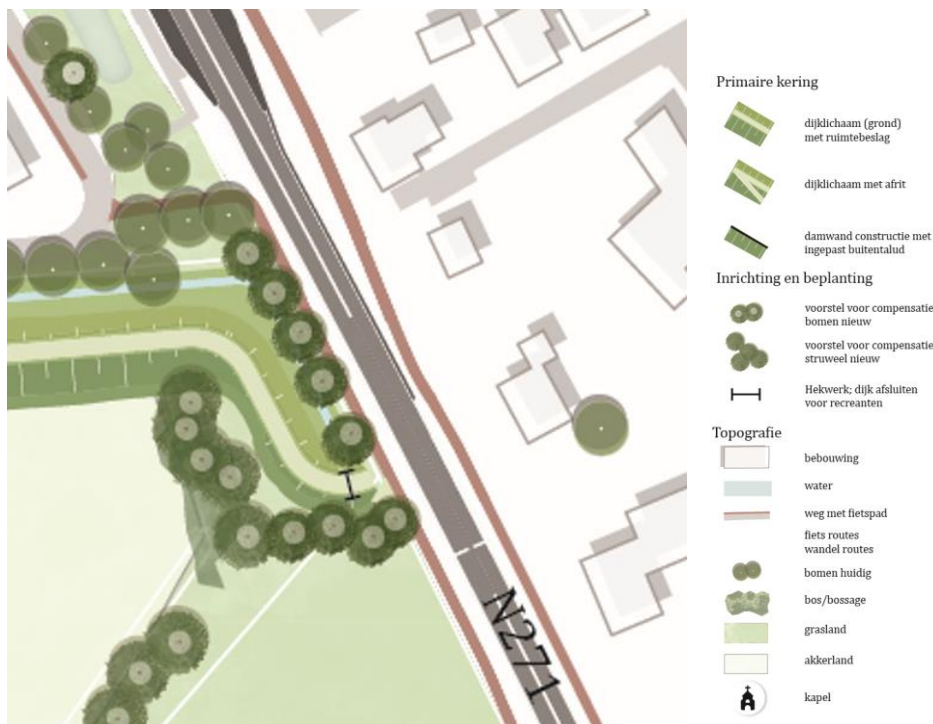 N271
Primaire kering
dijklichaam (grond)
met ruimtebeslag
dijklichaam met afrit
damwand constructie met
ingepast buitentalud
Inrichting en beplanting
voorstel voor compensatie
bomen nieuw
voorstel voor compensatie
struweel nieuw
Hekwerk; dijk afsluiten
voor recreanten
Topografie
bebouwing
water
weg met fietspad
fiets routes
wandel routes
bomen huidig
bos/bossage
grasland
akkerland
kapel